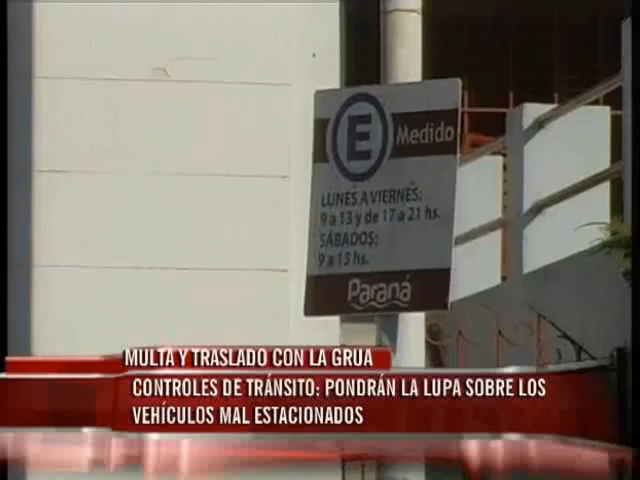 E
Medido
LUNES A VIERNES:
9 a 13 y de 17 a 21 hs.
SÁBADOS:
9 a 13 hs.
Paraná
MULTA Y TRASLADO CON LA GRUA
CONTROLES DE TRÁNSITO: PONDRÁN LA LUPA SOBRE LOS
VEHÍCULOS MAL ESTACIONADOS